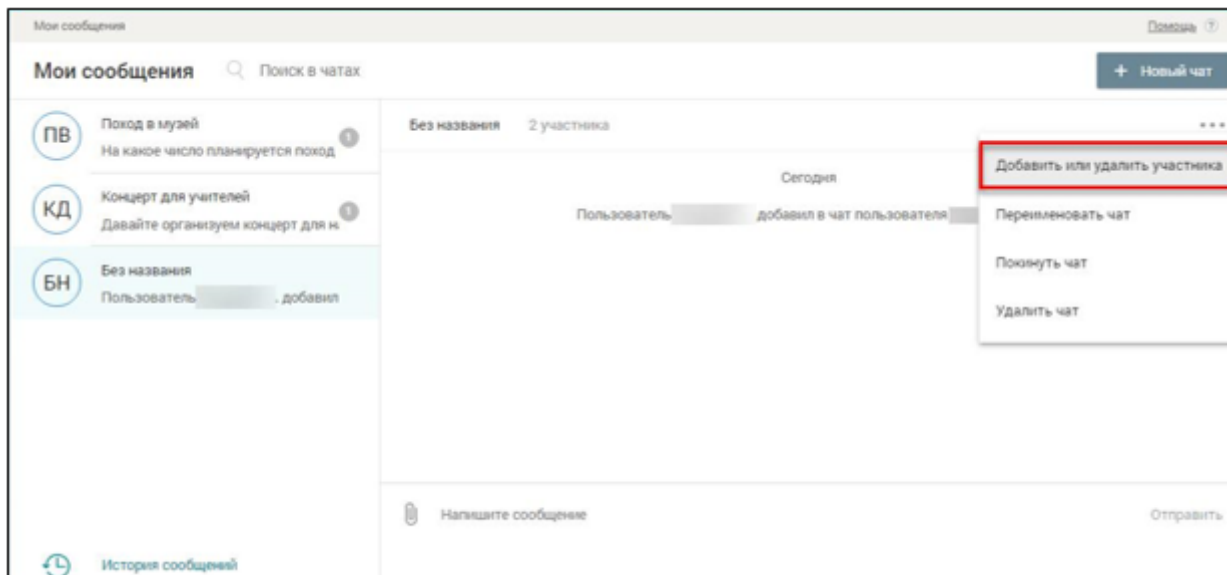 Мои сообщения
Помощь ?
Мои сообщения
Поиск в чатах
+ Новый чат
ПВ
Поход в музей
На какое число планируется поход
1
КД
Концерт для учителей
Давайте организуем концерт для н
1
БН
Без названия
Пользователь . добавил
Без названия 2 участника
Сегодня
Пользователь добавил в чат пользователя
Добавить или удалить участника
Переименовать чат
Покинуть чат
Удалить чат
Напишите сообщение
Отправить
История сообщений